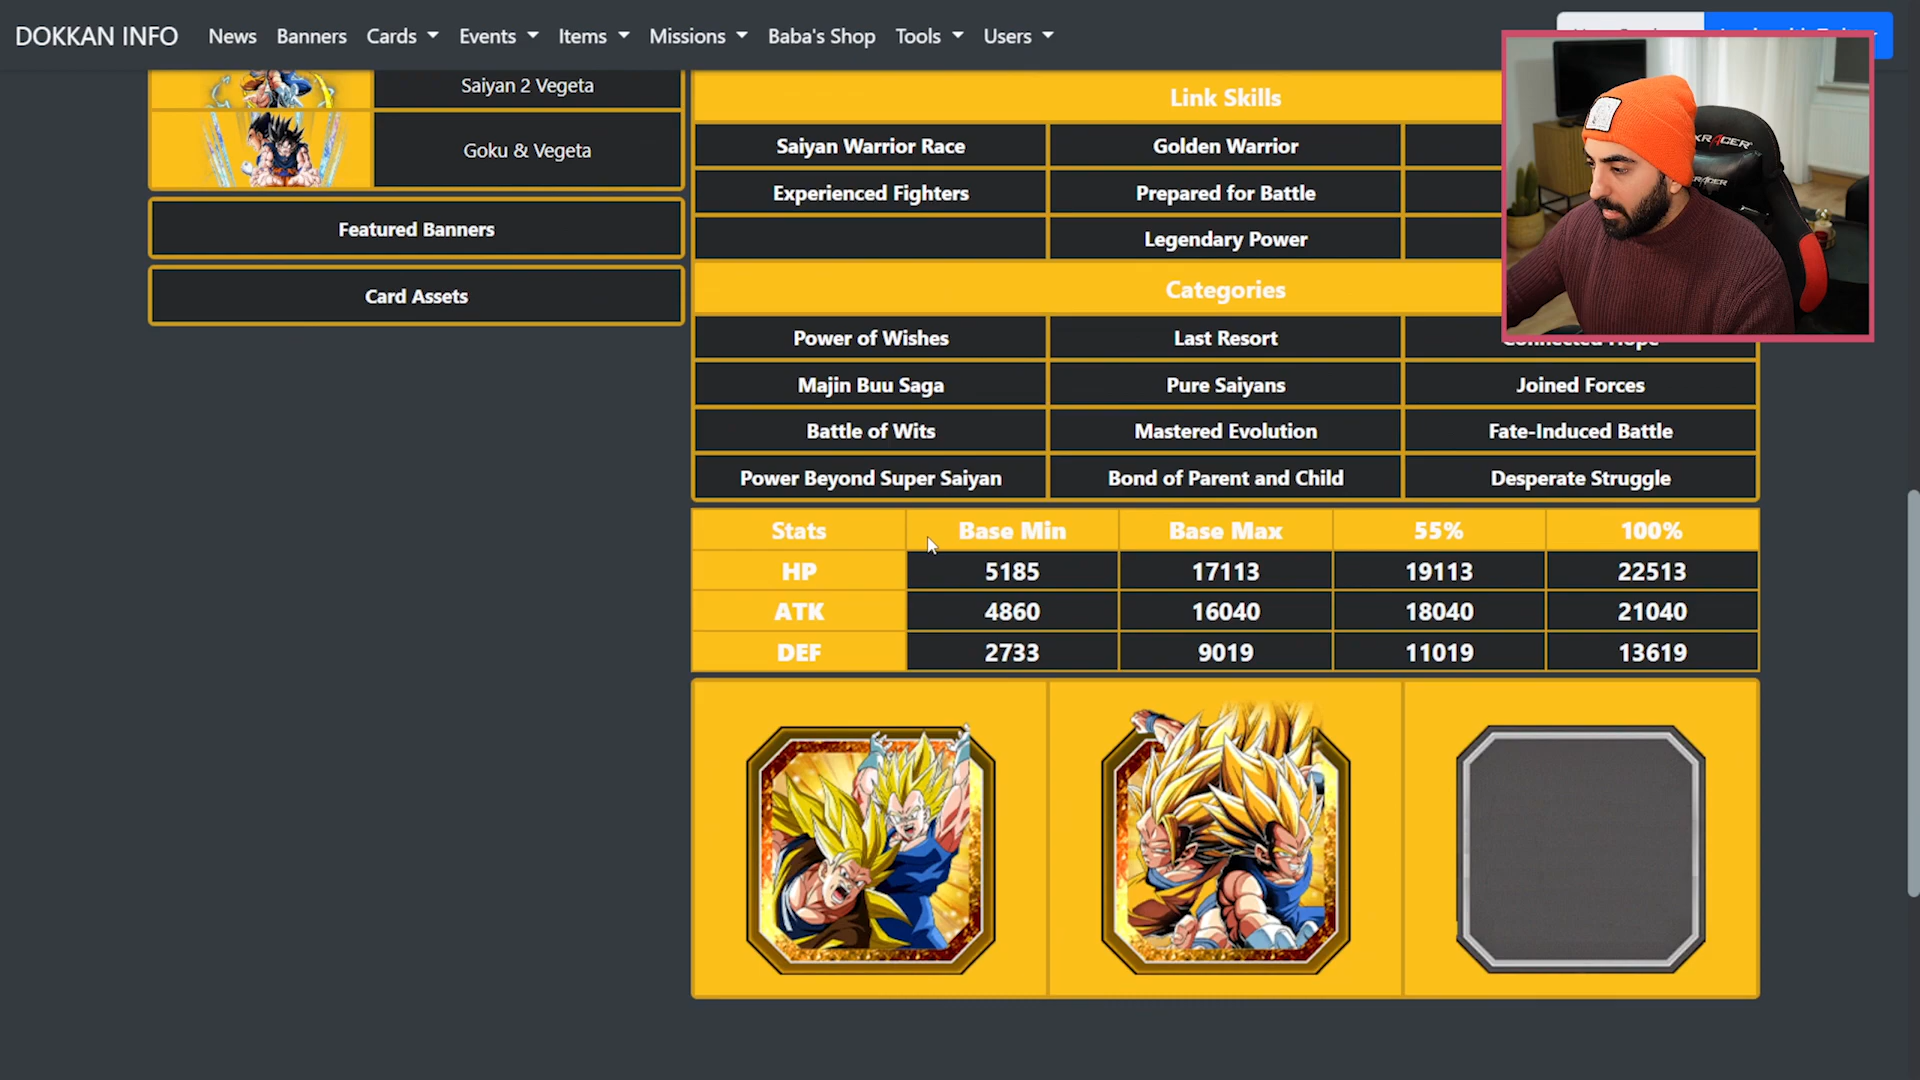 DOKKAN INFO News Banners Cards Events Items Missions Baba's Shop Tools Users
Saiyan 2 Vegeta
Goku & Vegeta
Featured Banners
Card Assets
Link Skills
Saiyan Warrior Race Golden Warrior
Experienced Fighters Prepared for Battle
Legendary Power
Categories
Power of Wishes Last Resort Connected Hope
Majin Buu Saga Pure Saiyans Joined Forces
Battle of Wits Mastered Evolution Fate-Induced Battle
Power Beyond Super Saiyan Bond of Parent and Child Desperate Struggle
Stats Base Min Base Max 55% 100%
HP 5185 17113 19113 22513
ATK 4860 16040 18040 21040
DEF 2733 9019 11019 13619